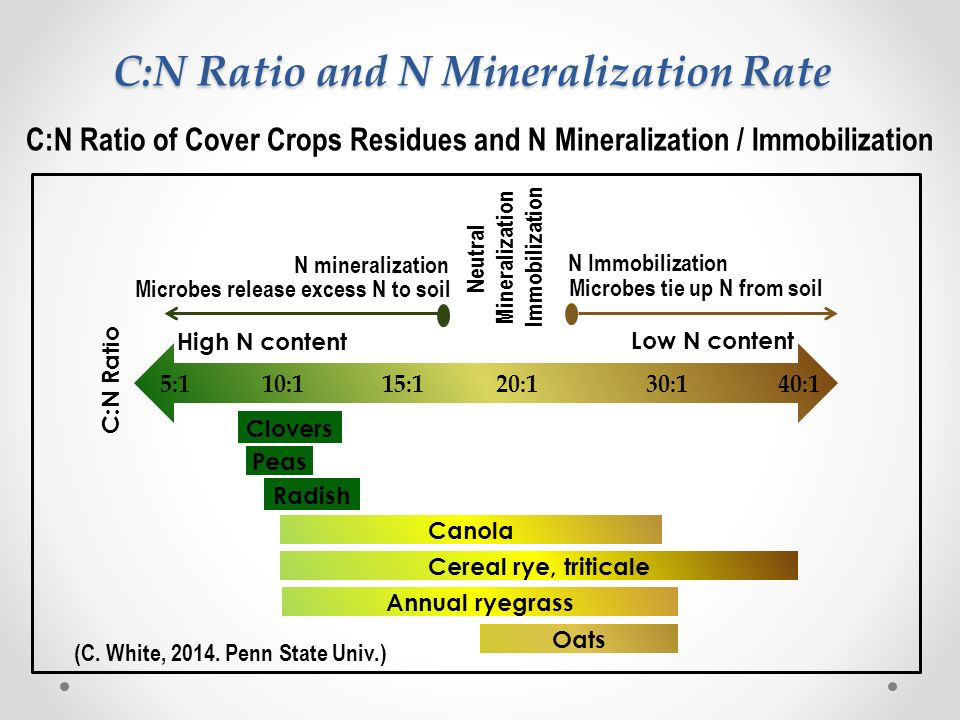 C:N Ratio and N Mineralization Rate
C:N Ratio of Cover Crops Residues and N Mineralization / Immobilization
Neutral
Mineralization
Immobilization
N mineralization
Microbes release excess N to soil
N Immobilization
Microbes tie up N from soil
C:N Ratio
High N content
Low N content
5:1 10:1 15:1 20:1 30:1 40:1
Clovers
Peas
Radish
Canola
Cereal rye, triticale
Annual ryegrass
Oats
(C. White, 2014. Penn State Univ.)